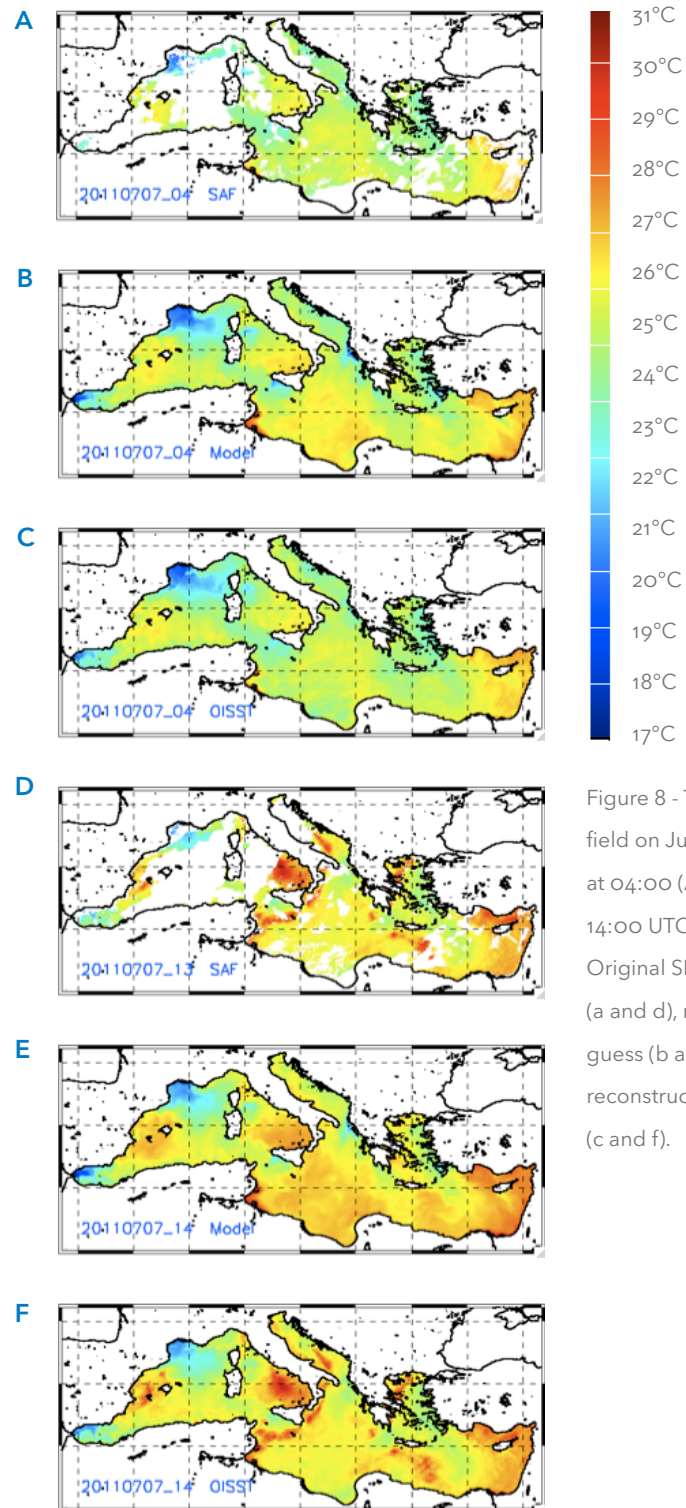 A
20110707_04 SAF
B
20110707_04 Model
C
20110707_04 OISST
D
20110707_13 SAF
E
20110707_14 Model
F
20110707_14 OISST
31°C
30°C
29°C
28°C
27°C
26°C
25°C
24°C
23°C
22°C
21°C
20°C
19°C
18°C
17°C
Figure 8 -
field on
at 04:00
14:00 UTC
Original
(a and d),
guess (b
reconstruc
(c and f).